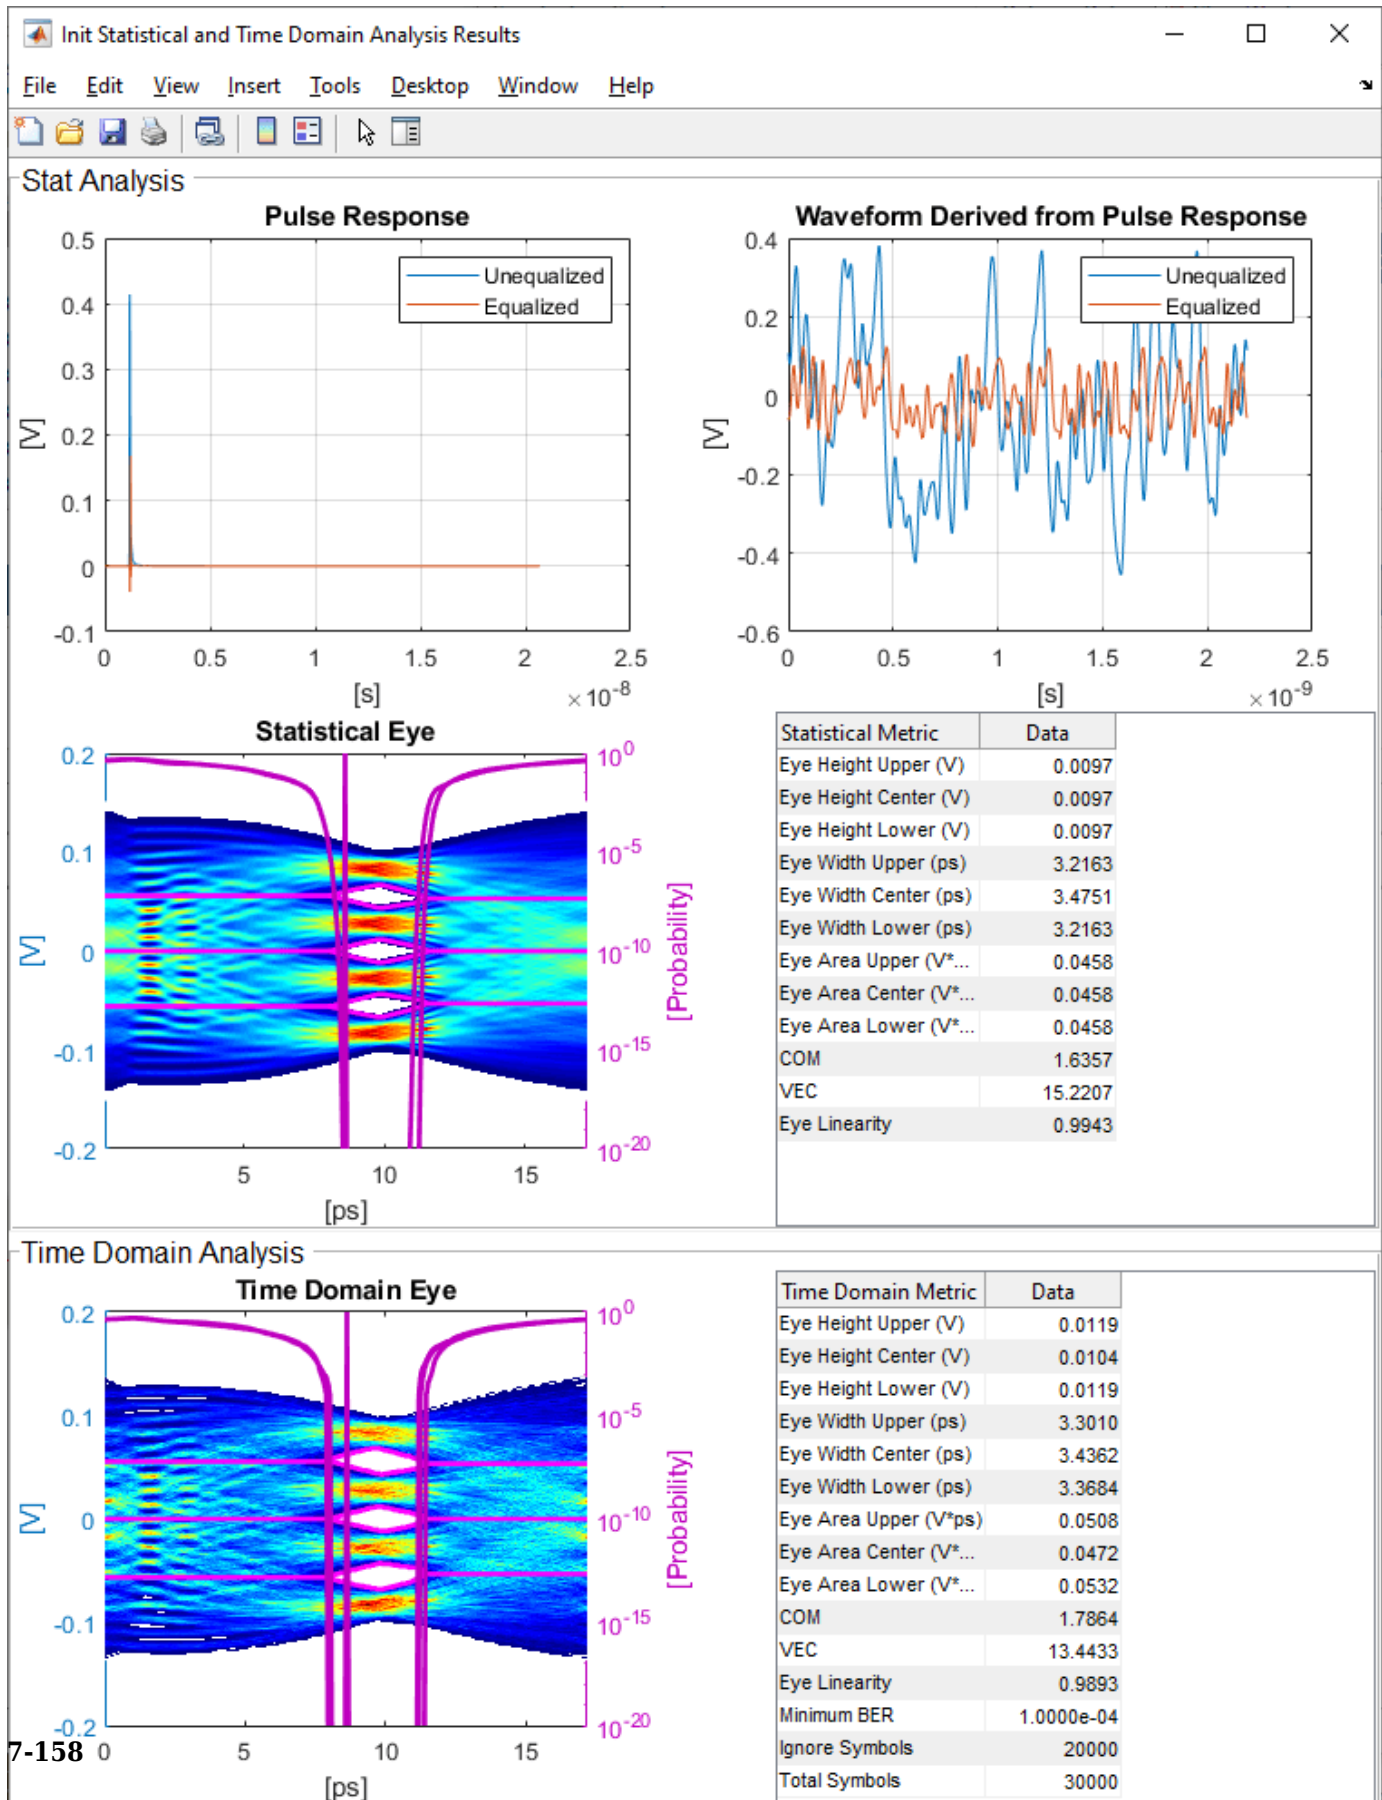 Init Statistical and Time Domain Analysis Results
File Edit View Insert Tools Desktop Window Help
Stat Analysis
Pulse Response
0.5
0.4
0.3
0.2
0.1
0
-0.1
[V]
Unequalized
Equalized
0 0.5 1 1.5 2 2.5
[s]
×10-8
Waveform Derived from Pulse Response
0.4
0.2
0
-0.2
-0.4
-0.6
[V]
Unequalized
Equalized
0 0.5 1 1.5 2 2.5
[s]
×10-9
Statistical Eye
0.2
0.1
0
-0.1
-0.2
[V]
10^0
10^-5
10^-10
10^-15
10^-20
[Probability]
5 10 15
[ps]
Statistical Metric Data
Eye Height Upper (V) 0.0097
Eye Height Center (V) 0.0097
Eye Height Lower (V) 0.0097
Eye Width Upper (ps) 3.2163
Eye Width Center (ps) 3.4751
Eye Width Lower (ps) 3.2163
Eye Area Upper (V*... 0.0458
Eye Area Center (V*... 0.0458
Eye Area Lower (V*... 0.0458
COM 1.6357
VEC 15.2207
Eye Linearity 0.9943
Time Domain Analysis
Time Domain Eye
0.2
0.1
0
-0.1
-0.2
[V]
10^0
10^-5
10^-10
10^-15
10^-20
[Probability]
0 5 10 15
[ps]
Time Domain Metric Data
Eye Height Upper (V) 0.0119
Eye Height Center (V) 0.0104
Eye Height Lower (V) 0.0119
Eye Width Upper (ps) 3.3010
Eye Width Center (ps) 3.4362
Eye Width Lower (ps) 3.3684
Eye Area Upper (V*ps) 0.0508
Eye Area Center (V*... 0.0472
Eye Area Lower (V*... 0.0532
COM 1.7864
VEC 13.4433
Eye Linearity 0.9893
Minimum BER 1.0000e-04
Ignore Symbols 20000
Total Symbols 30000
7-158